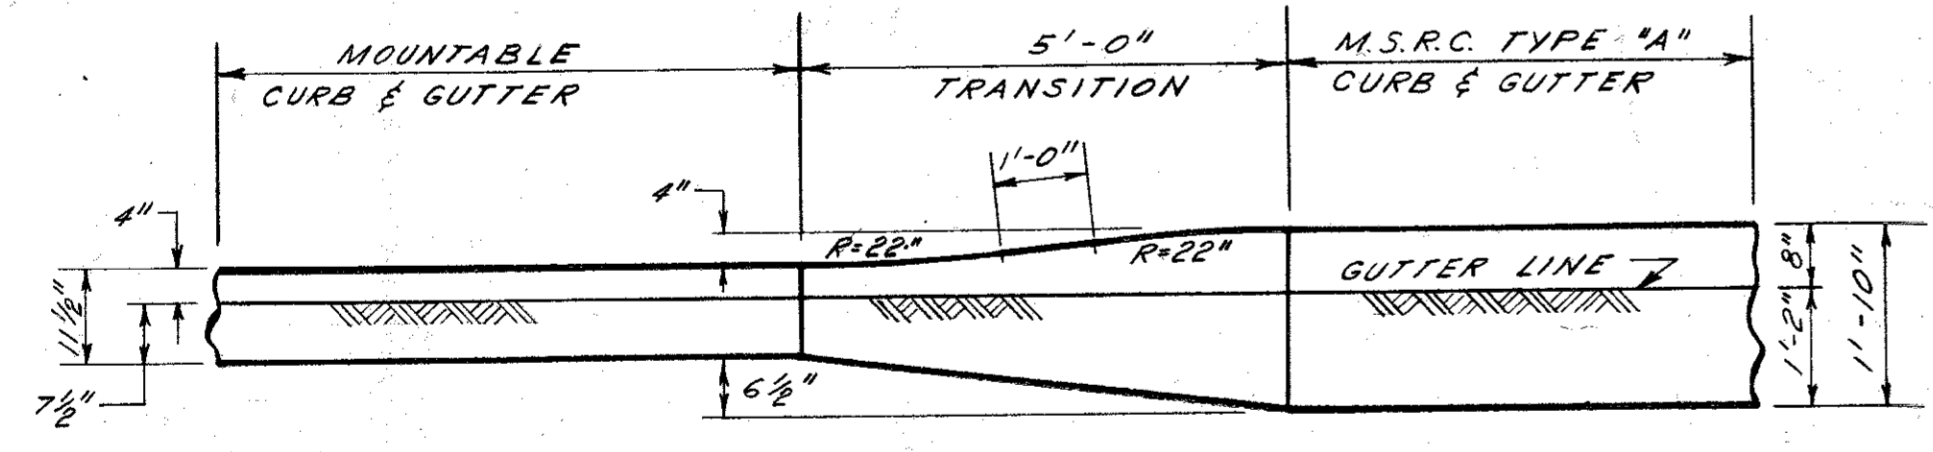 MOUNTABLE
CURB & GUTTER
5'-0"
TRANSITION
M.S.R.C. TYPE "A"
CURB & GUTTER
1'-0"
4"
4"
R=22"
R=22"
GUTTER LINE
8"
1'-2"
1'-10"
11½"
7½"
6½"